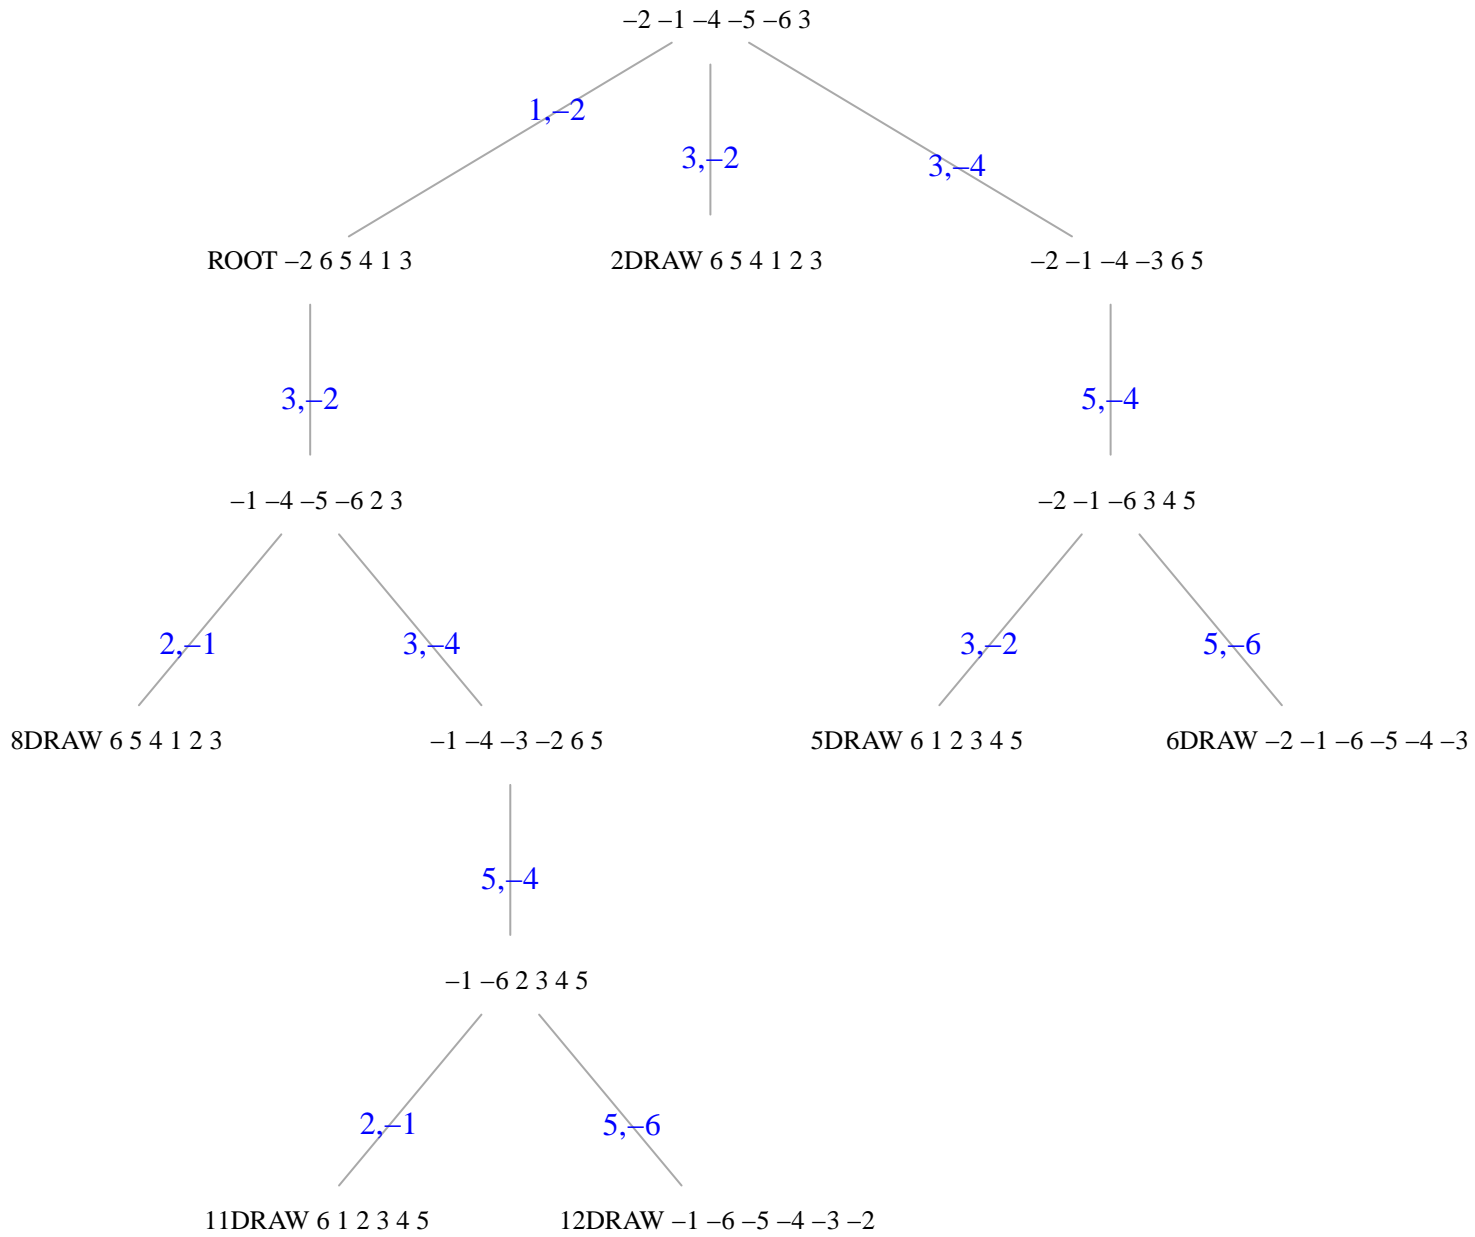 –2 –1 –4 –5 –6 3
1,–2
3,–2
3,–4
ROOT –2 6 5 4 1 3
2DRAW 6 5 4 1 2 3
–2 –1 –4 –3 6 5
3,–2
5,–4
–1 –4 –5 –6 2 3
–2 –1 –6 3 4 5
2,–1
3,–4
3,–2
5,–6
8DRAW 6 5 4 1 2 3
–1 –4 –3 –2 6 5
5DRAW 6 1 2 3 4 5
6DRAW –2 –1 –6 –5 –4 –3
5,–4
–1 –6 2 3 4 5
2,–1
5,–6
11DRAW 6 1 2 3 4 5
12DRAW –1 –6 –5 –4 –3 –2